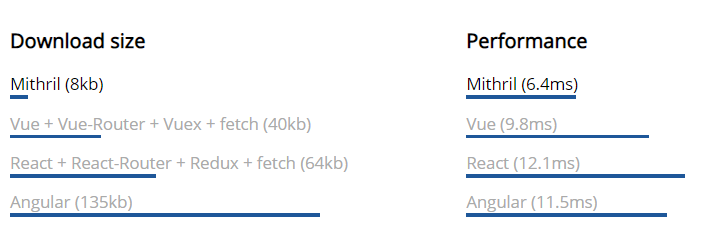 Download size
Mithril (8kb)
Vue + Vue-Router + Vuex + fetch (40kb)
React + React-Router + Redux + fetch (64kb)
Angular (135kb)
Performance
Mithril (6.4ms)
Vue (9.8ms)
React (12.1ms)
Angular (11.5ms)